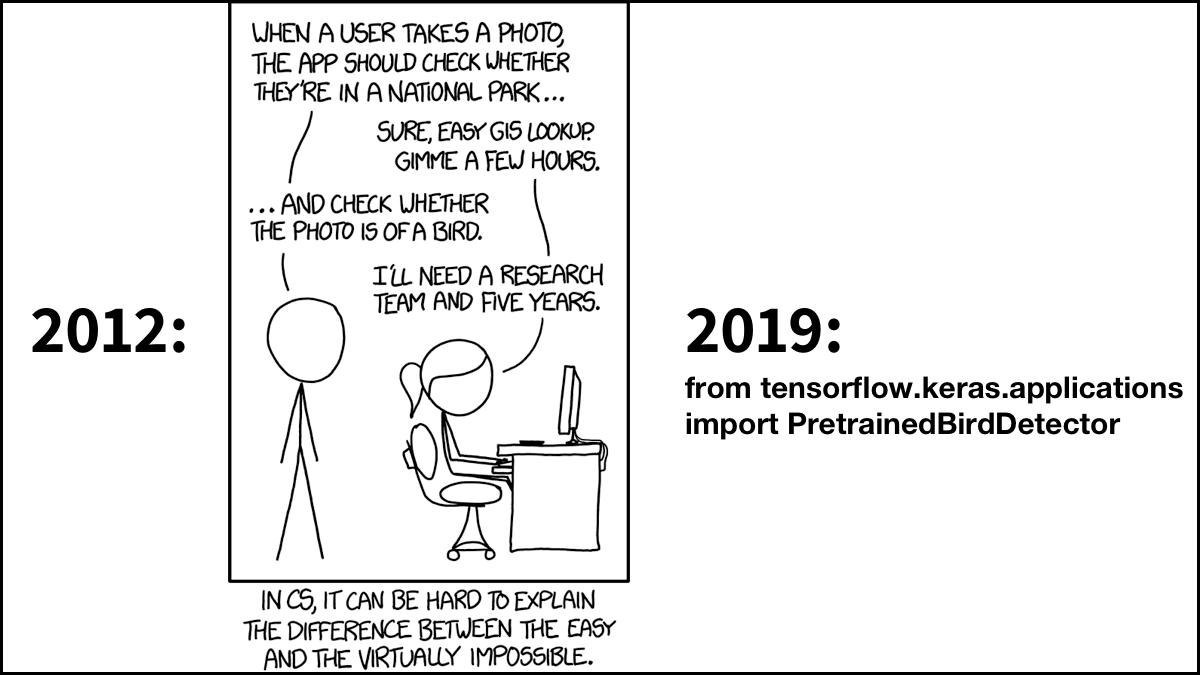 2012:
WHEN A USER TAKES A PHOTO,
THE APP SHOULD CHECK WHETHER
THEY'RE IN A NATIONAL PARK...
SURE, EASY GIS LOOKUP.
GIMME A FEW HOURS.
...AND CHECK WHETHER
THE PHOTO IS OF A BIRD.
I'LL NEED A RESEARCH
TEAM AND FIVE YEARS.
IN CS, IT CAN BE HARD TO EXPLAIN
THE DIFFERENCE BETWEEN THE EASY
AND THE VIRTUALLY IMPOSSIBLE.
2019:
from tensorflow.keras.applications
import PretrainedBirdDetector